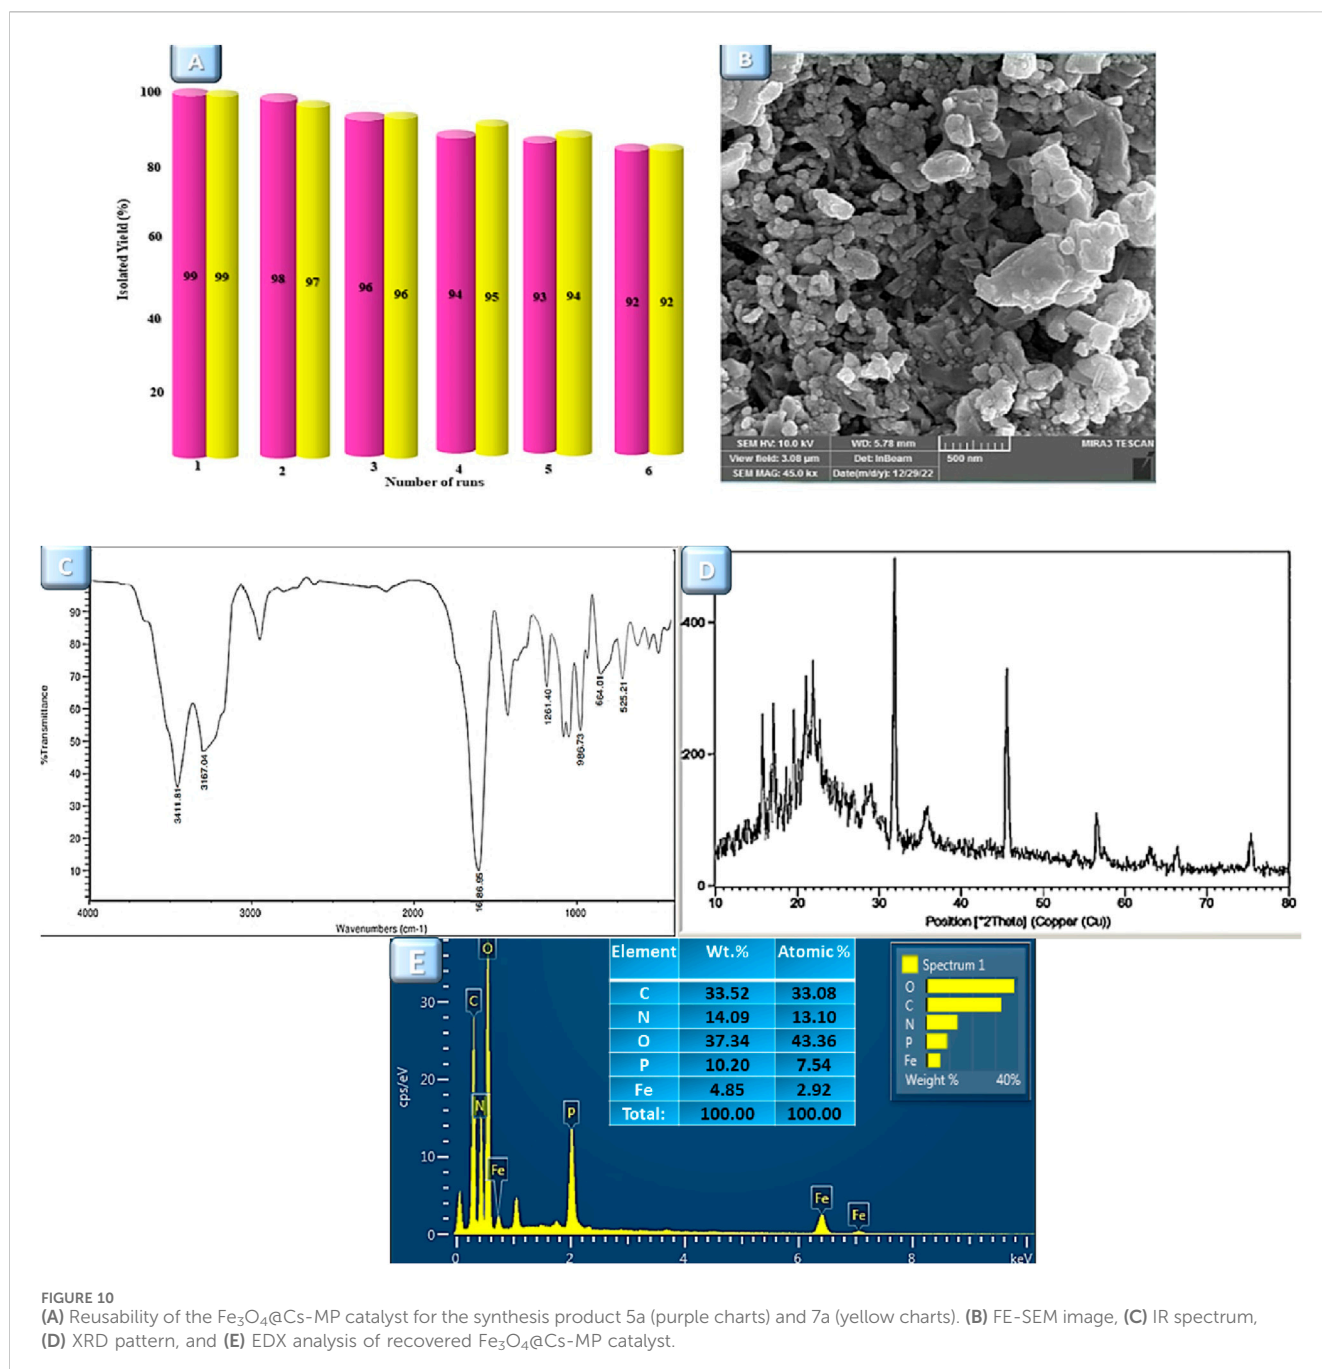 A
100
80
60
40
20
Isolated Yield (%)
99 99 98 97 96 96 94 95 93 94 92 92
1 2 3 4 5 6
Number of runs
B
SEM HV: 10.0 kV WD: 5.78 mm MIRA3 TESCAN
View field: 3.08 µm Det: InBeam 500 nm
SEM MAG: 45.0 kx Date(m/d/y): 12/29/22
C
90
80
70
60
50
40
30
20
10
%Transmittance
3411.81
3167.04
1261.40
986.73
664.01
525.21
4000 3000 2000 1000
Wavenumbers (cm-1)
D
400
200
0
10 20 30 40 50 60 70 80
Position [°2Theta] (Copper (Cu))
E
cps/eV
30
20
10
0
C
O
N
Fe
P
Fe
Fe
0 2 4 6 8 keV
Element Wt.% Atomic %
C 33.52 33.08
N 14.09 13.10
O 37.34 43.36
P 10.20 7.54
Fe 4.85 2.92
Total: 100.00 100.00
Spectrum 1
O
C
N
P
Fe
Weight % 40%
FIGURE 10
(A) Reusability of the Fe₃O₄@Cs-MP catalyst for the synthesis product 5a (purple charts) and 7a (yellow charts). (B) FE-SEM image, (C) IR spectrum,
(D) XRD pattern, and (E) EDX analysis of recovered Fe₃O₄@Cs-MP catalyst.